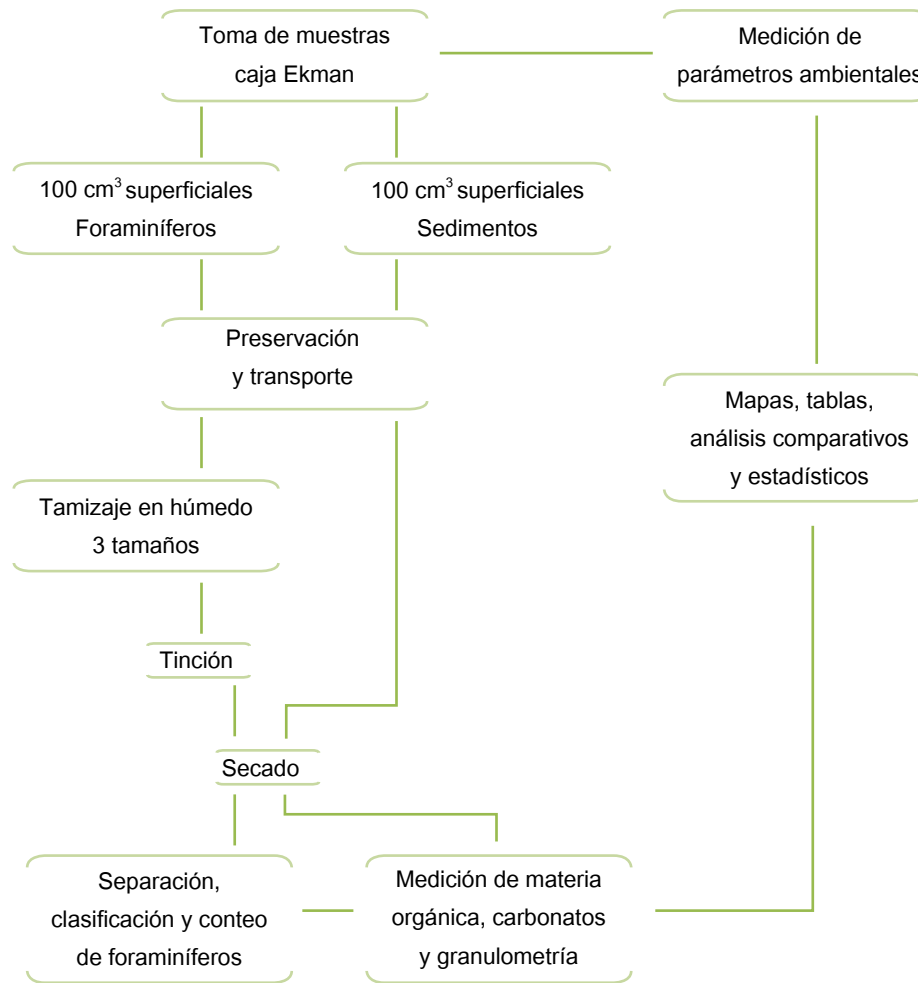 Toma de muestras
caja Ekman
Medición de
parámetros ambientales
100 cm³ superficiales
Foraminíferos
100 cm³ superficiales
Sedimentos
Preservación
y transporte
Mapas, tablas,
análisis comparativos
y estadísticos
Tamizaje en húmedo
3 tamaños
Tinción
Secado
Separación,
clasificación y conteo
de foraminíferos
Medición de materia
orgánica, carbonatos
y granulometría